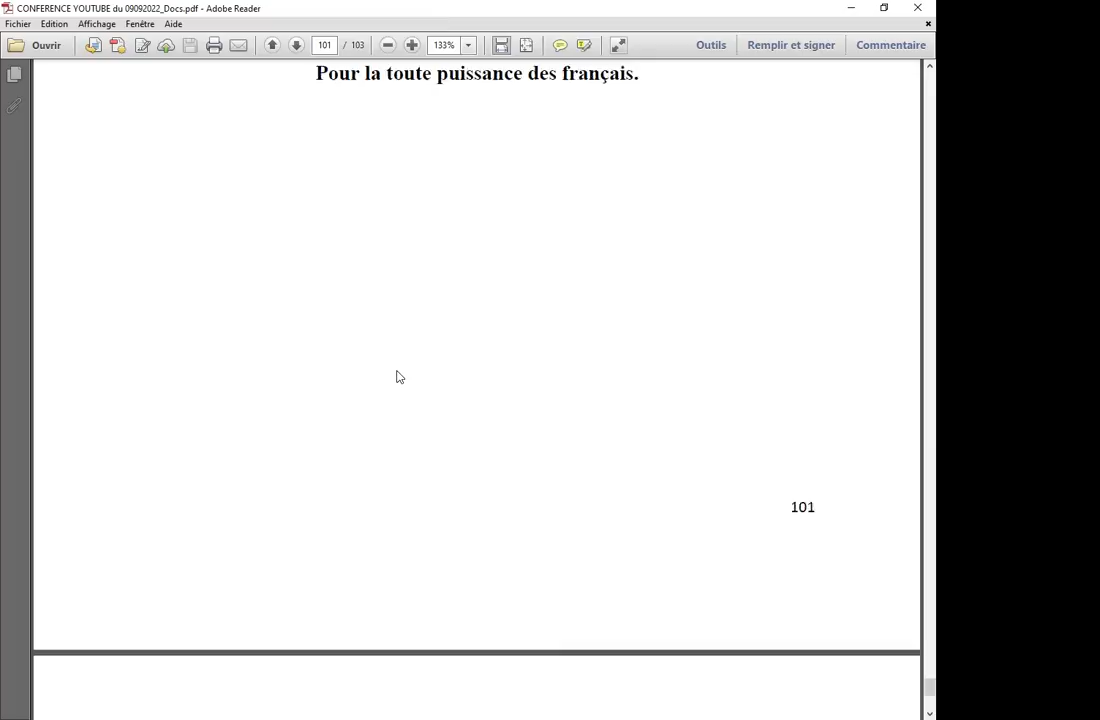 CONFERENCE YOUTUBE du 09092022_Docs.pdf - Adobe Reader
Fichier Edition Affichage Fenêtre Aide
Ouvrir 101 / 103 133% Outils Remplir et signer Commentaire
Pour la toute puissance des français.
101